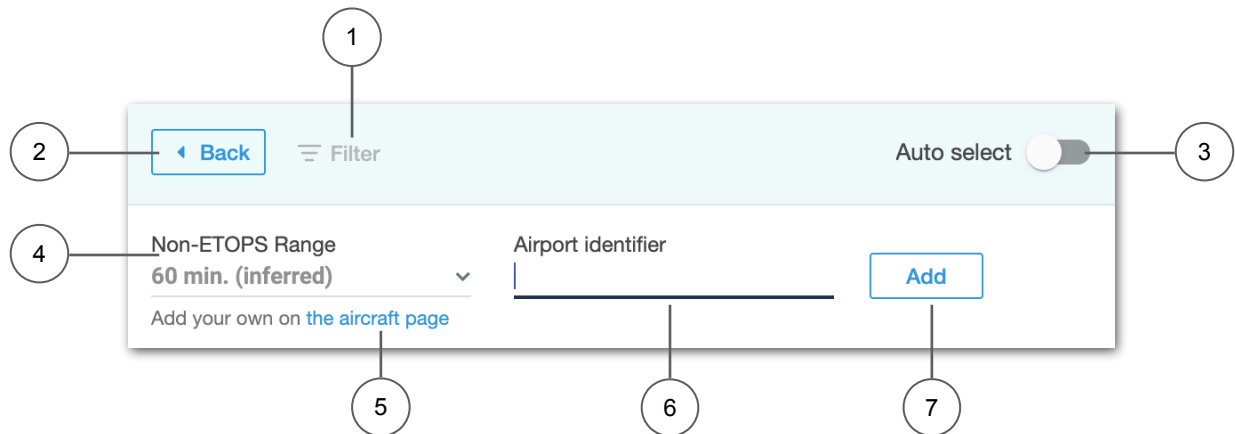 1
2
Back
Filter
Auto select
3
4
Non-ETOPS Range
Airport identifier
60 min. (inferred)
Add
Add your own on the aircraft page
5
6
7